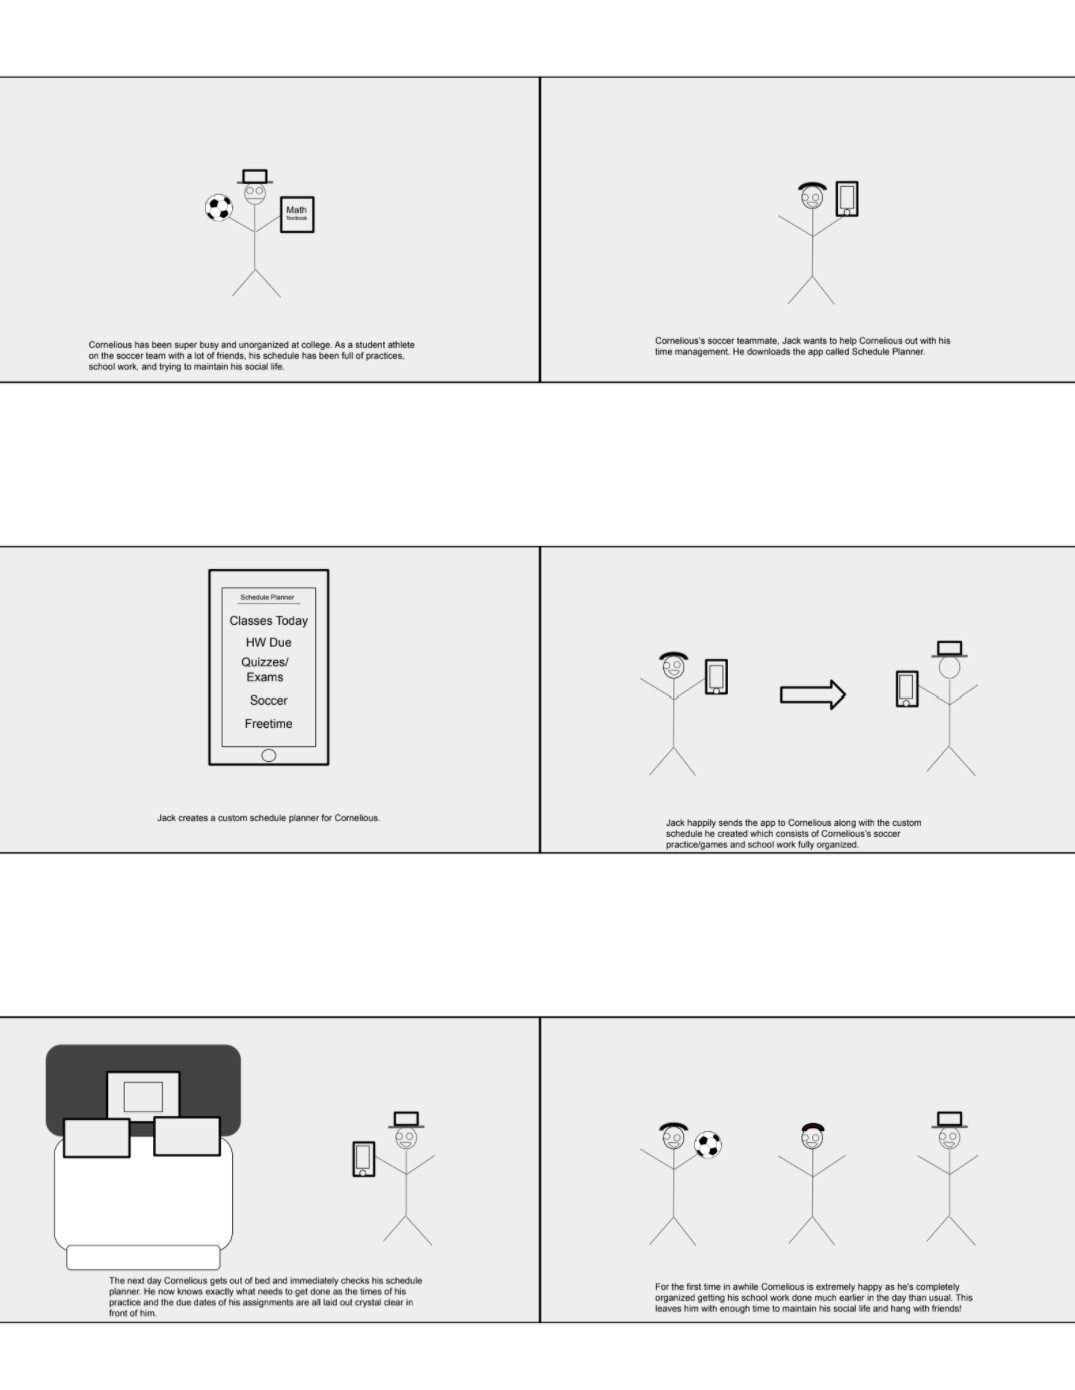 Math
Textbook
Cornelious has been super busy and unorganized at college. As a student athlete
on the soccer team with a lot of friends, his schedule has been full of practices,
school work, and trying to maintain his social life.
Cornelious's soccer teammate, Jack wants to help Cornelious out with his
time management. He downloads the app called Schedule Planner.
Schedule Planner
Classes Today
HW Due
Quizzes/
Exams
Soccer
Freetime
Jack creates a custom schedule planner for Cornelious.
Jack happily sends the app to Cornelious along with the custom
schedule he created which consists of Cornelious's soccer
practice/games and school work fully organized.
The next day Cornelious gets out of bed and immediately checks his schedule
planner. He now knows exactly what needs to get done as the times of his
practice and the due dates of his assignments are all laid out crystal clear in
front of him.
For the first time in awhile Cornelious is extremely happy as he's completely
organized getting his school work done much earlier in the day than usual. This
leaves him with enough time to maintain his social life and hang with friends!